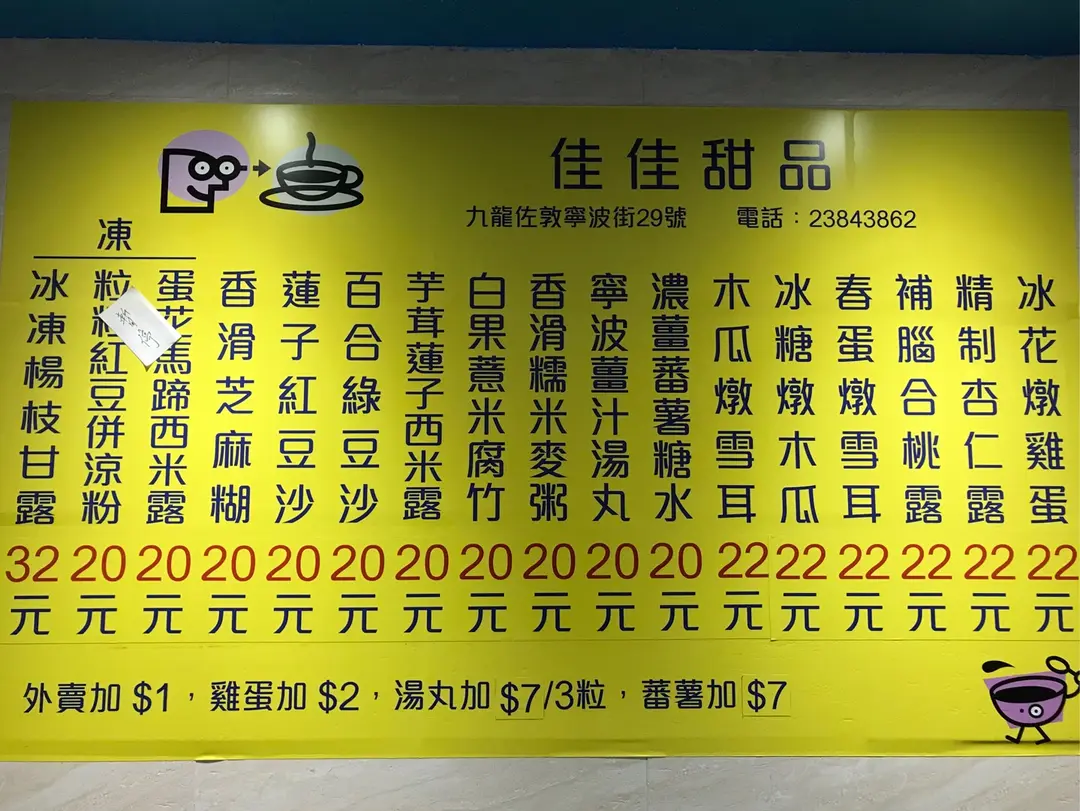 佳佳甜品
九龍佐敦寧波街29號 電話：23843862
凍
冰花燉雞蛋 22元
精制杏仁露 22元
補腦合桃露 22元
春蛋燉雪耳 22元
冰糖燉木瓜 22元
木瓜燉雪耳 22元
濃薑蕃薯糖水 20元
寧波薑汁湯丸 20元
香滑糯米麥粥 20元
白果薏米腐竹 20元
芋茸蓮子西米露 20元
百合綠豆沙 20元
蓮子紅豆沙 20元
香滑芝麻糊 20元
蛋花馬蹄西米露 20元
粒粒紅豆併涼粉 20元
暫停
冰凍楊枝甘露 32元
外賣加 $1，雞蛋加 $2，湯丸加 $7/3粒，蕃薯加 $7